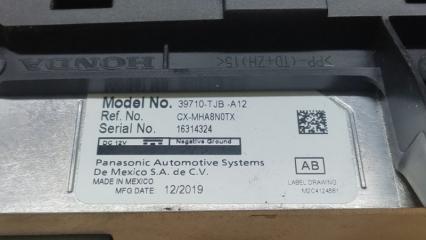 HONDA
>PP-(TD+ZH)15<
Model No. 39710-TJB -A12
Ref. No. CX-MHA8N0TX
Serial No. 16314324
DC 12V Negative Ground
Panasonic Automotive Systems
De Mexico S.A. de C.V.
MADE IN MEXICO
MFG DATE: 12/2019
AB
LABEL DRAWING
M2C4124881